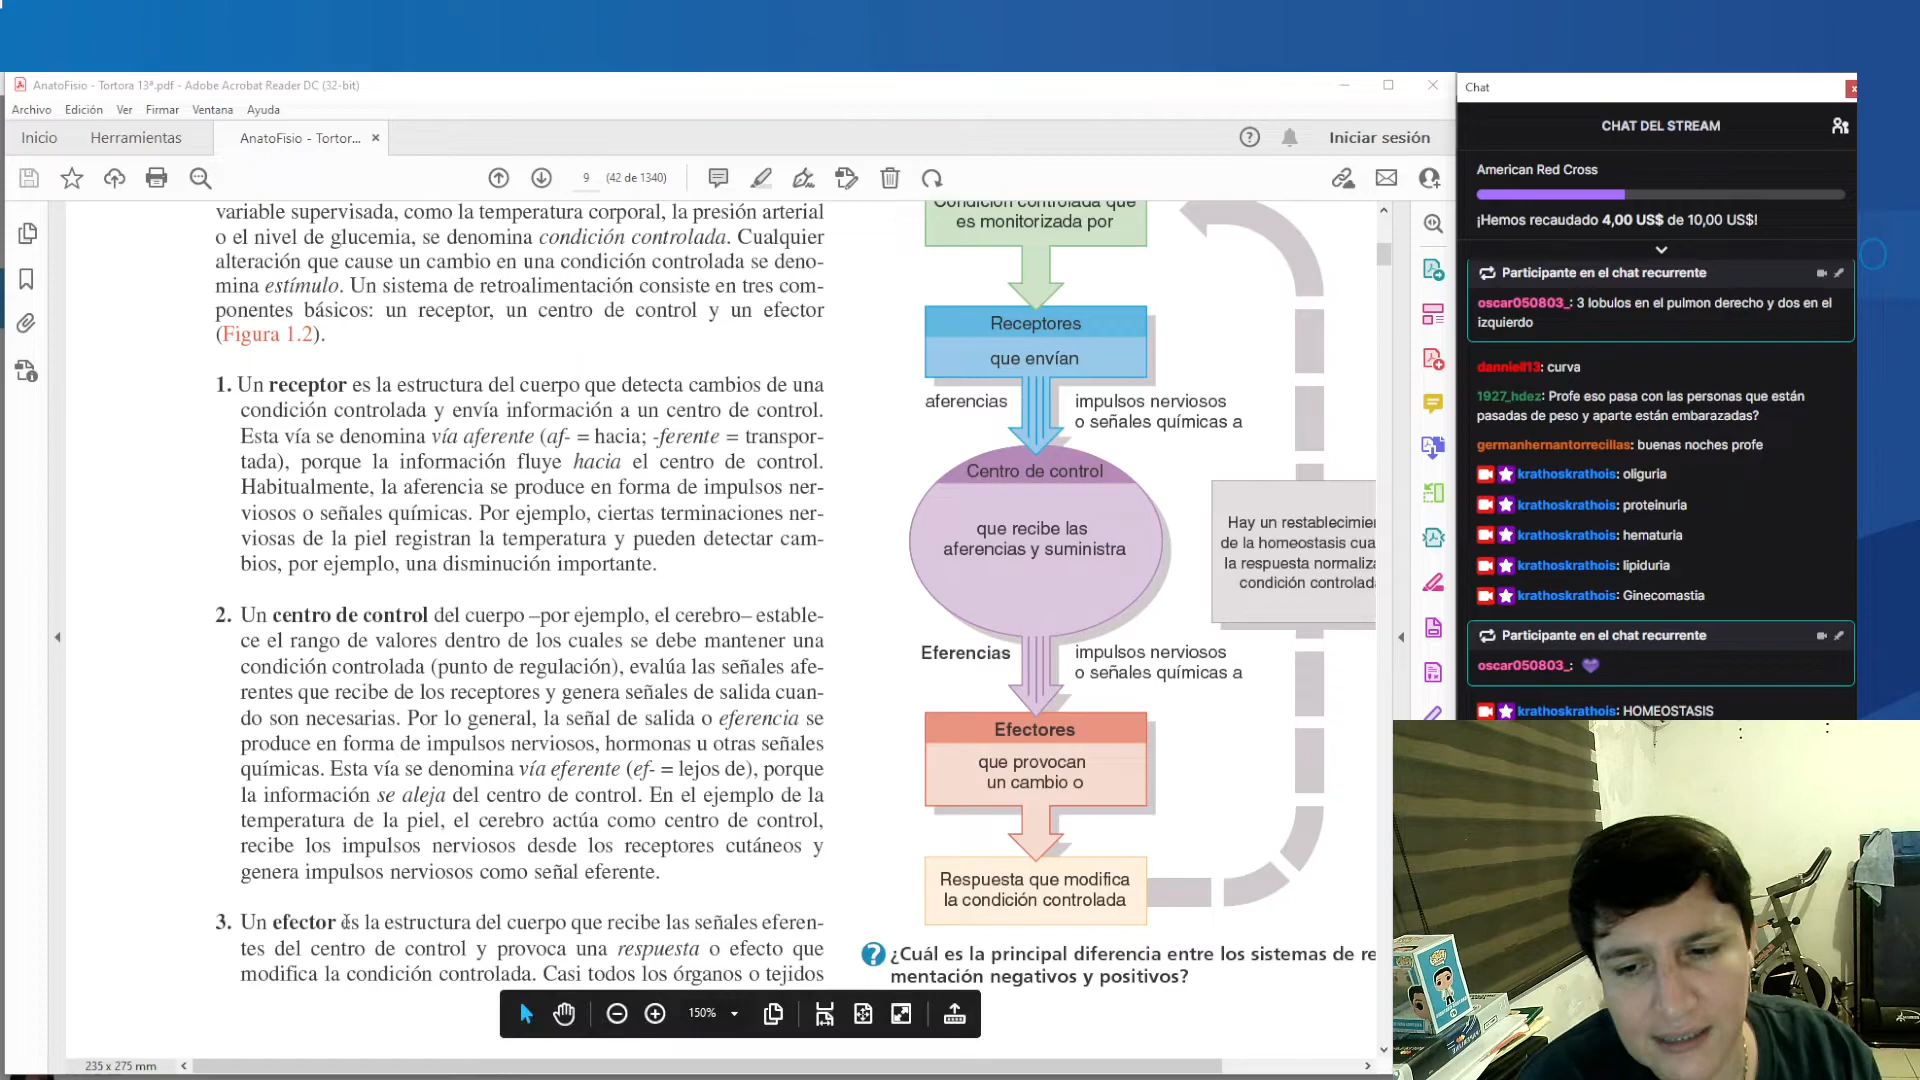 AnatoFisio - Tortora 13ª.pdf - Adobe Acrobat Reader DC (32-bit)
Archivo Edición Ver Firmar Ventana Ayuda
Inicio Herramientas AnatoFisio - Tortor... × Iniciar sesión
9 (42 de 1340)
variable supervisada, como la temperatura corporal, la presión arterial
o el nivel de glucemia, se denomina condición controlada. Cualquier
alteración que cause un cambio en una condición controlada se deno-
mina estímulo. Un sistema de retroalimentación consiste en tres com-
ponentes básicos: un receptor, un centro de control y un efector
(Figura 1.2).
1. Un receptor es la estructura del cuerpo que detecta cambios de una
condición controlada y envía información a un centro de control.
Esta vía se denomina vía aferente (af- = hacia; -ferente = transpor-
tada), porque la información fluye hacia el centro de control.
Habitualmente, la aferencia se produce en forma de impulsos ner-
viosos o señales químicas. Por ejemplo, ciertas terminaciones ner-
viosas de la piel registran la temperatura y pueden detectar cam-
bios, por ejemplo, una disminución importante.
2. Un centro de control del cuerpo –por ejemplo, el cerebro– estable-
ce el rango de valores dentro de los cuales se debe mantener una
condición controlada (punto de regulación), evalúa las señales afe-
rentes que recibe de los receptores y genera señales de salida cuan-
do son necesarias. Por lo general, la señal de salida o eferencia se
produce en forma de impulsos nerviosos, hormonas u otras señales
químicas. Esta vía se denomina vía eferente (ef- = lejos de), porque
la información se aleja del centro de control. En el ejemplo de la
temperatura de la piel, el cerebro actúa como centro de control,
recibe los impulsos nerviosos desde los receptores cutáneos y
genera impulsos nerviosos como señal eferente.
3. Un efector es la estructura del cuerpo que recibe las señales eferen-
tes del centro de control y provoca una respuesta o efecto que
modifica la condición controlada. Casi todos los órganos o tejidos
Condición controlada que
es monitorizada por
Receptores
que envían
aferencias
impulsos nerviosos
o señales químicas a
Centro de control
que recibe las
aferencias y suministra
Eferencias
impulsos nerviosos
o señales químicas a
Efectores
que provocan
un cambio o
Respuesta que modifica
la condición controlada
Hay un restablecimie
de la homeostasis cua
la respuesta normaliza
condición controlad
? ¿Cuál es la principal diferencia entre los sistemas de re
mentación negativos y positivos?
150%
235 x 275 mm
Chat
CHAT DEL STREAM
American Red Cross
¡Hemos recaudado 4,00 US$ de 10,00 US$!
Participante en el chat recurrente
oscar050803_: 3 lobulos en el pulmon derecho y dos en el
izquierdo
danniell13: curva
1927_hdez: Profe eso pasa con las personas que están
pasadas de peso y aparte están embarazadas?
germanhernantorrecillas: buenas noches profe
krathoskrathois: oliguria
krathoskrathois: proteinuria
krathoskrathois: hematuria
krathoskrathois: lipiduria
krathoskrathois: Ginecomastia
Participante en el chat recurrente
oscar050803_: 💜
krathoskrathois: HOMEOSTASIS